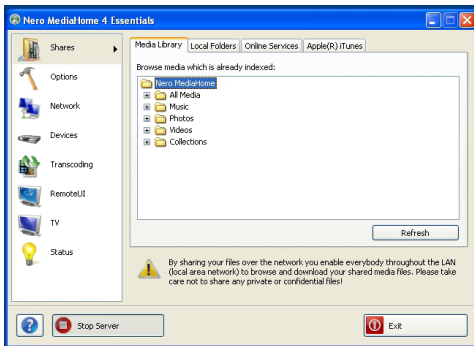 Nero MediaHome 4 Essentials
Shares
Options
Network
Devices
Transcoding
RemoteUI
TV
Status
Media Library
Local Folders
Online Services
Apple(R) iTunes
Browse media which is already indexed:
Nero MediaHome
All Media
Music
Photos
Videos
Collections
Refresh
By sharing your files over the network you enable everybody throughout the LAN
(local area network) to browse and download your shared media files. Please take
care not to share any private or confidential files!
Stop Server
Exit